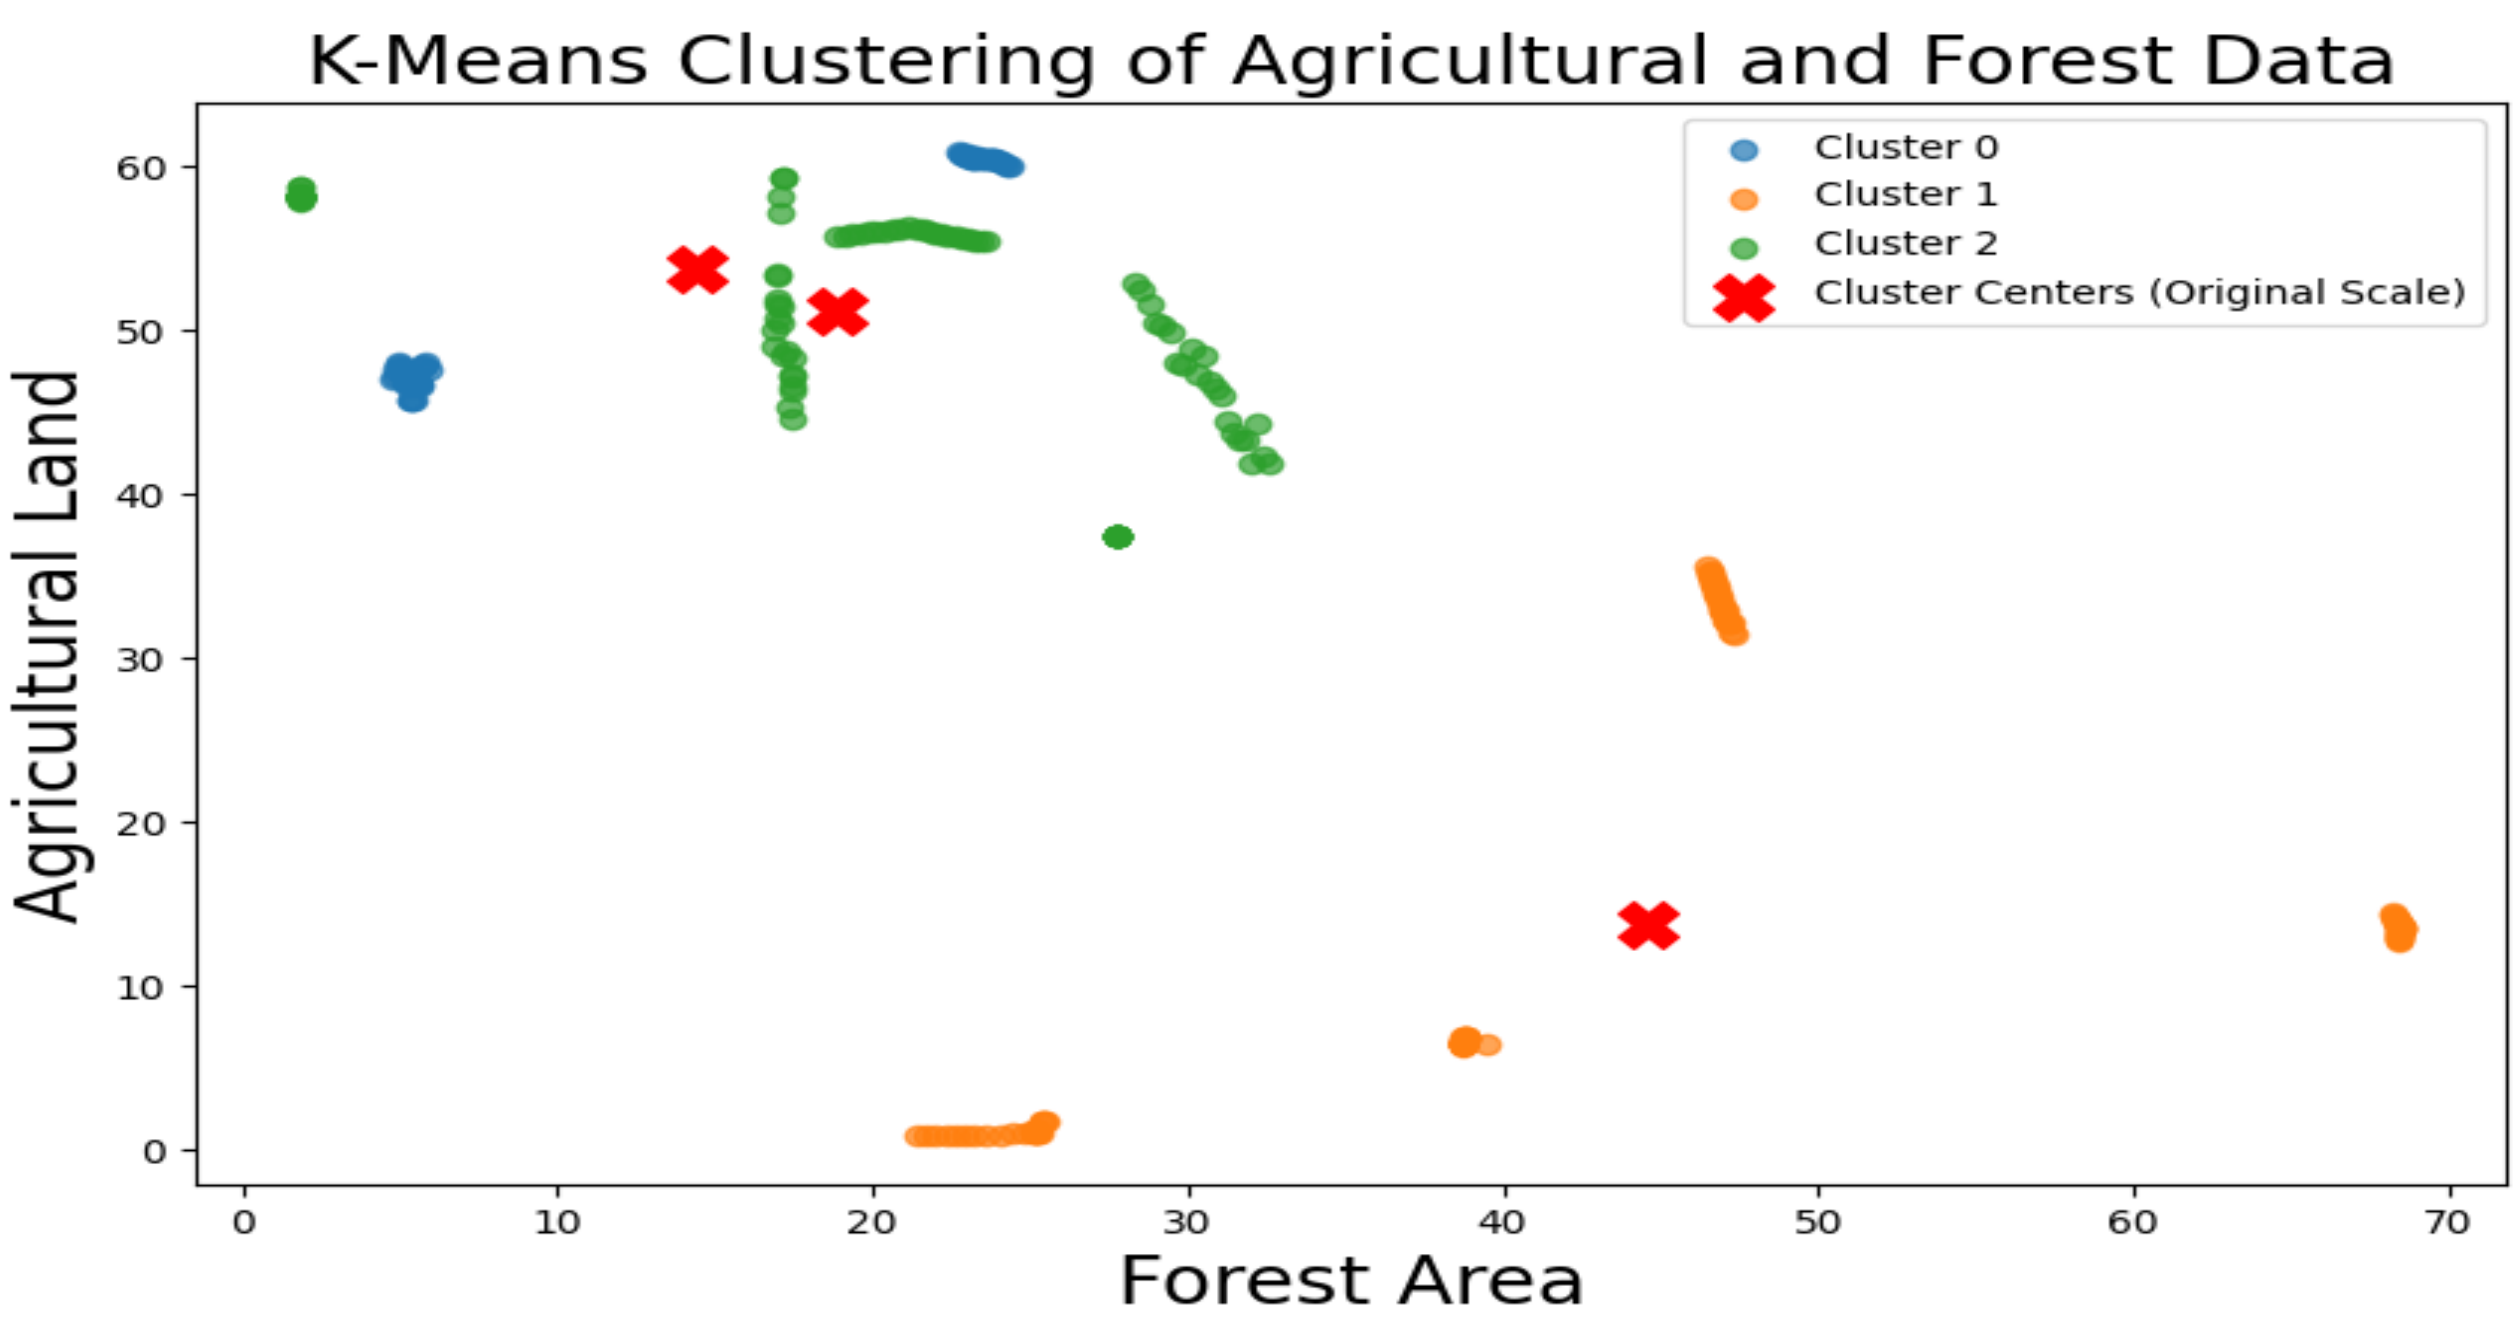 K-Means Clustering of Agricultural and Forest Data
Cluster 0
Cluster 1
Cluster 2
Cluster Centers (Original Scale)
Agricultural Land
60
50
40
30
20
10
0
0 10 20 30 40 50 60 70
Forest Area